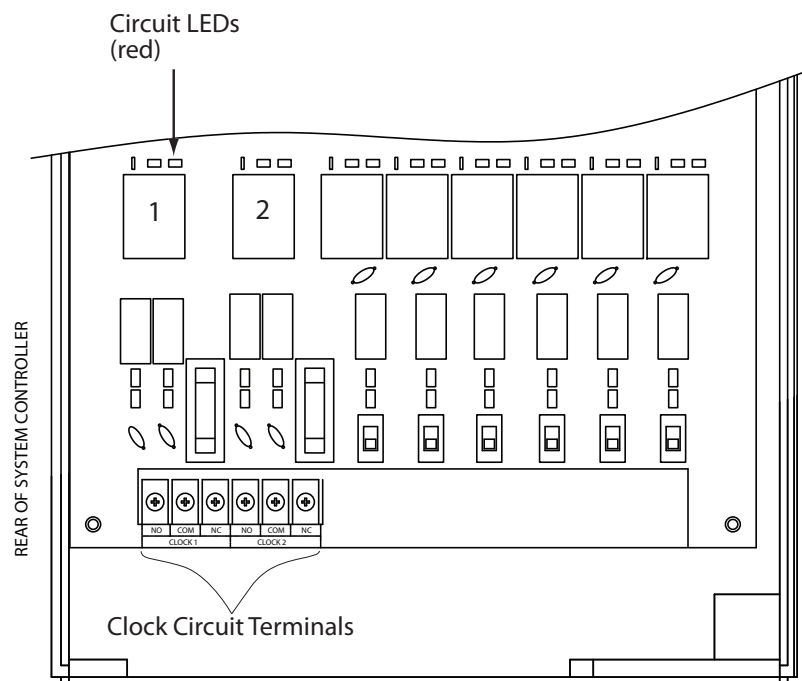 Circuit LEDs
(red)
1
2
REAR OF SYSTEM CONTROLLER
NO COM NC NO COM NC
CLOCK 1 CLOCK 2
Clock Circuit Terminals